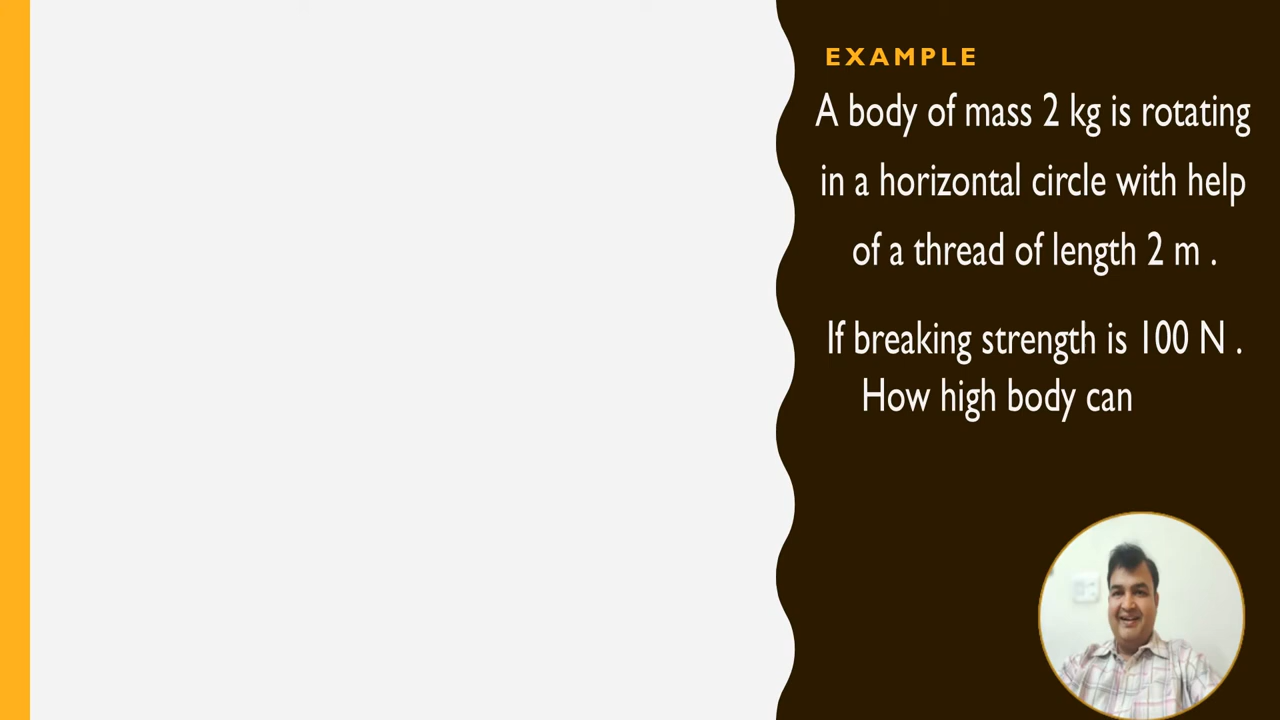 EXAMPLE
A body of mass 2 kg is rotating
in a horizontal circle with help
of a thread of length 2 m .
If breaking strength is 100 N .
How high body can